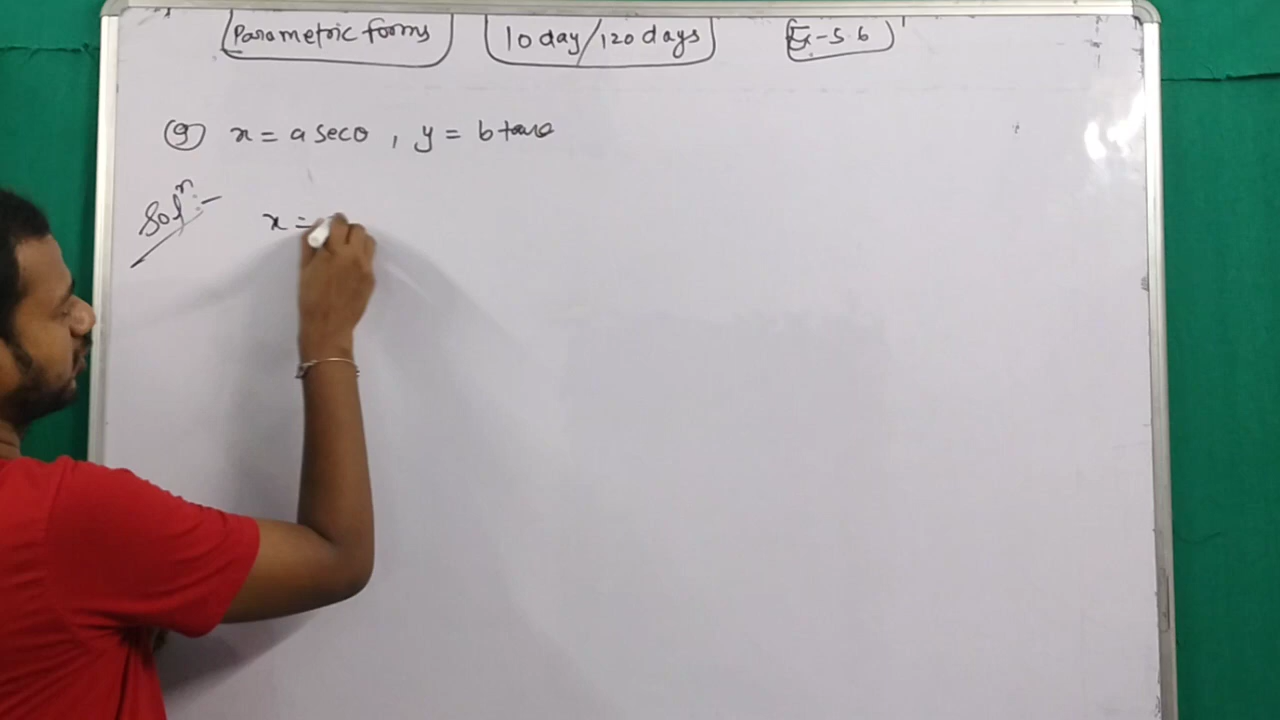 Parametric forms 10 day/120 days Ex-5.6
9 x = a secθ , y = b tanθ
Solⁿ:- x =